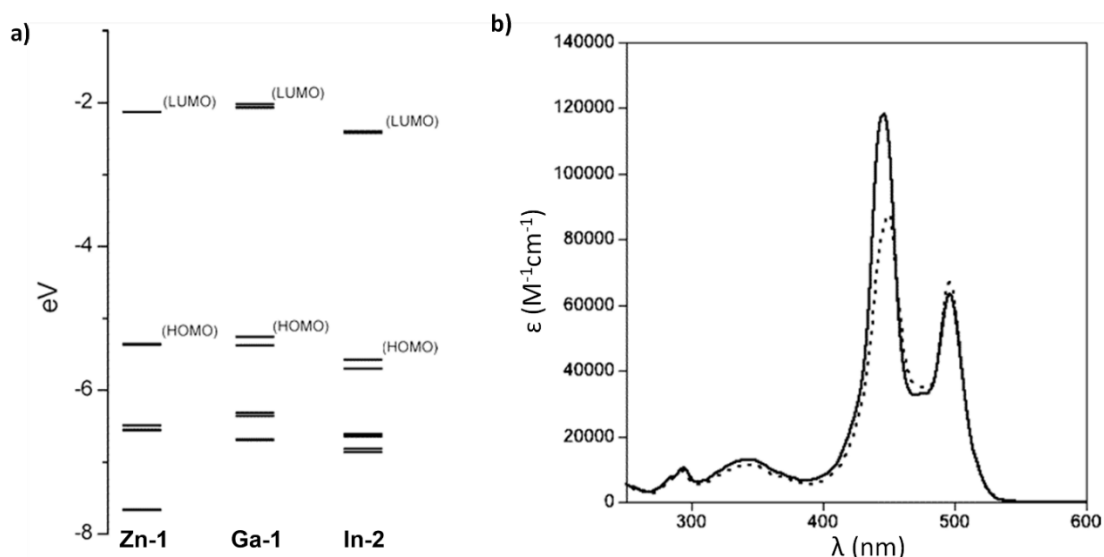 a)
eV
-2
-4
-6
-8
(LUMO)
(HOMO)
(LUMO)
(HOMO)
(LUMO)
(HOMO)
Zn-1 Ga-1 In-2
b)
ε (M⁻¹cm⁻¹)
140000
120000
100000
80000
60000
40000
20000
0
300 400 500 600
λ (nm)